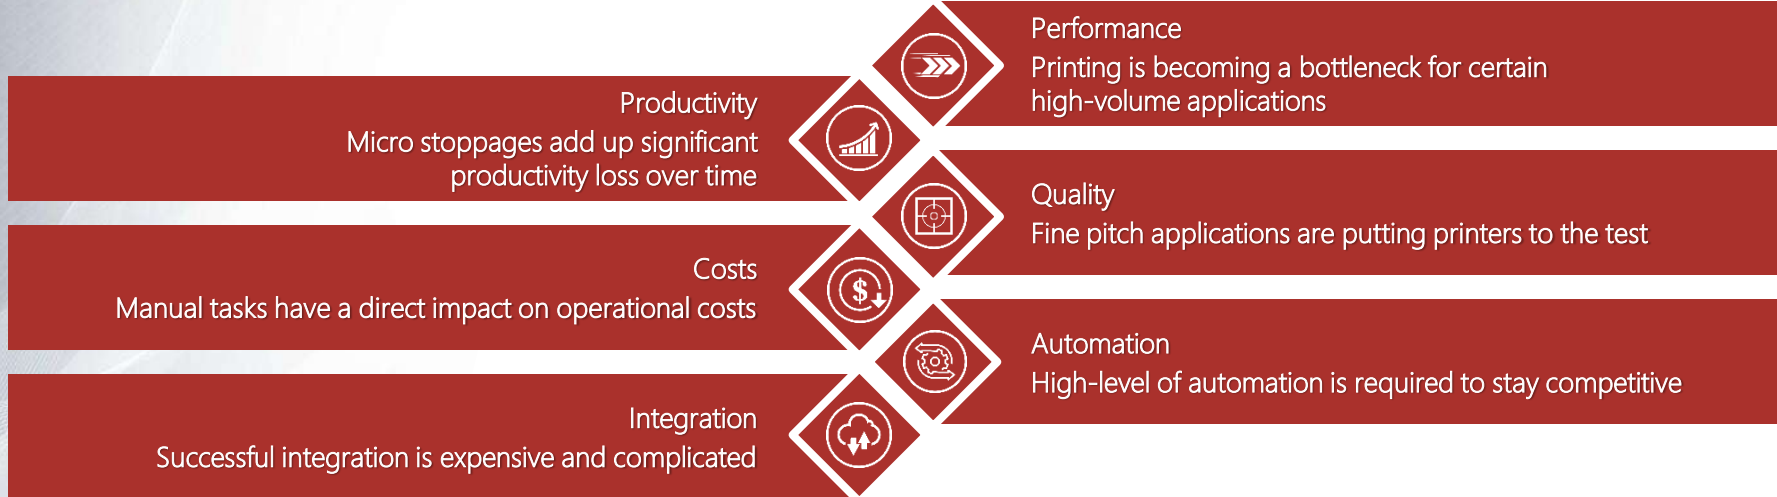 Performance
Printing is becoming a bottleneck for certain
high-volume applications
Productivity
Micro stoppages add up significant
productivity loss over time
Quality
Fine pitch applications are putting printers to the test
Costs
Manual tasks have a direct impact on operational costs
$
Automation
High-level of automation is required to stay competitive
Integration
Successful integration is expensive and complicated